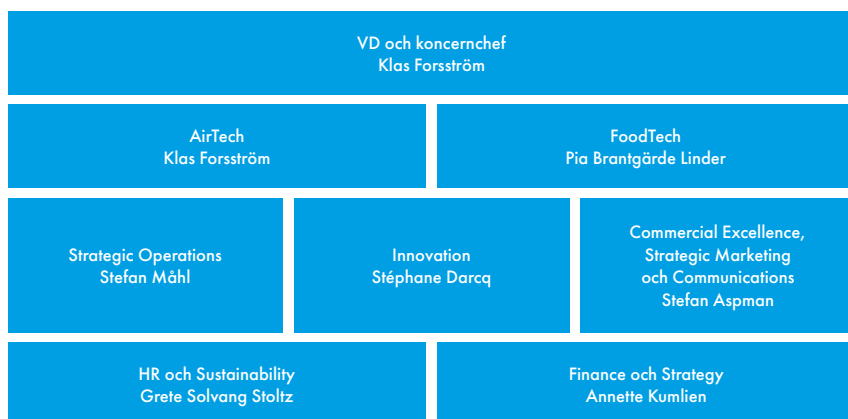 VD och koncernchef
Klas Forsström
AirTech
Klas Forsström
FoodTech
Pia Brantgärde Linder
Strategic Operations
Stefan Måhl
Innovation
Stéphane Darcq
Commercial Excellence,
Strategic Marketing
och Communications
Stefan Aspman
HR och Sustainability
Grete Solvang Stoltz
Finance och Strategy
Annette Kumlien